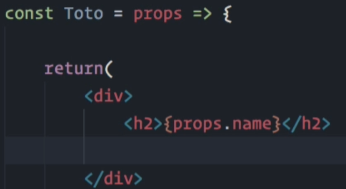 const Toto = props => {
return(
<div>
<h2>{props.name}</h2>
</div>